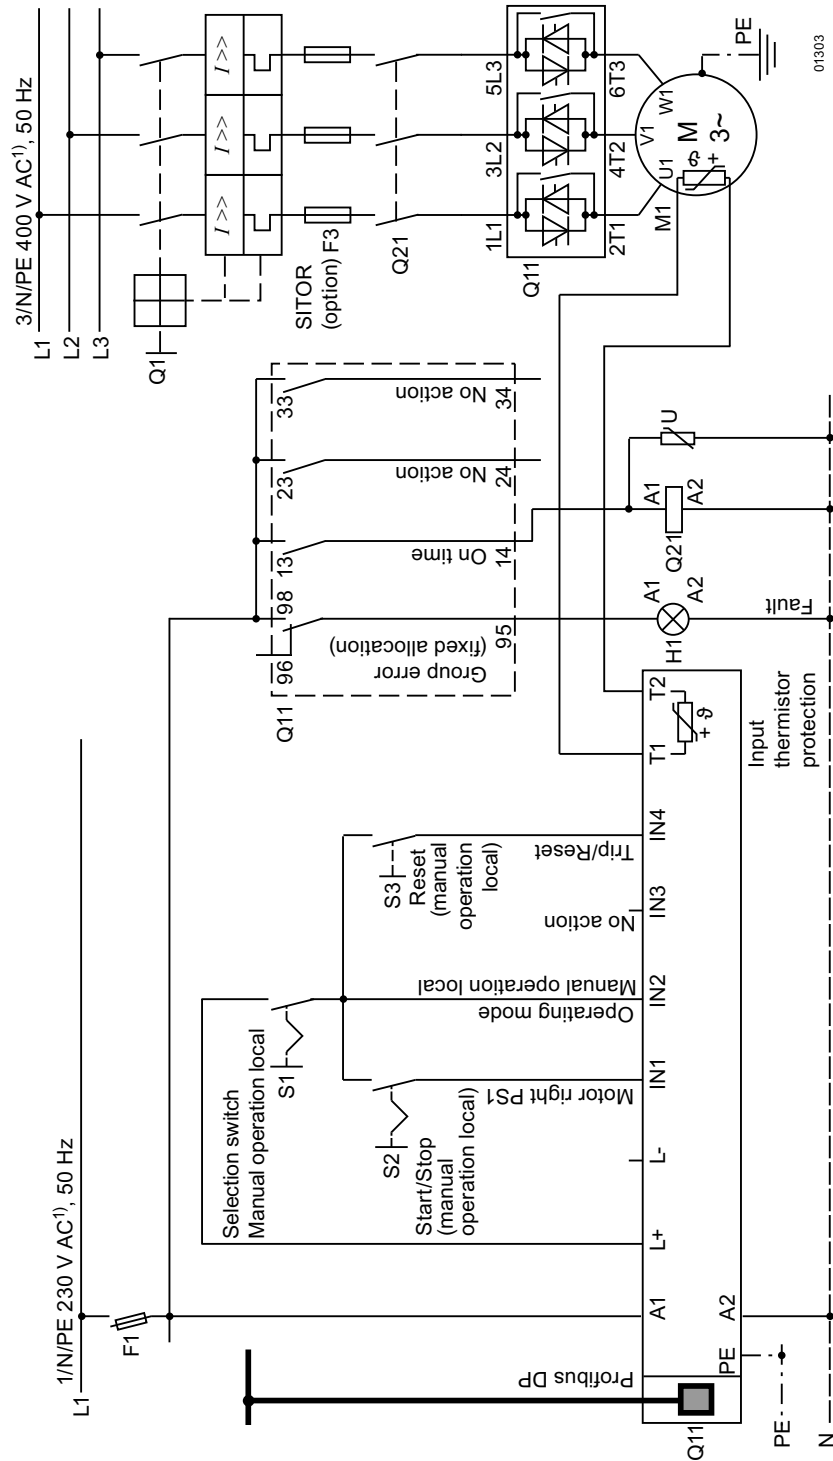 1/N/PE 230 V AC1), 50 Hz
L1
F1
Profibus DP
Q11
PE
PE
N
A1
A2
L+
L-
IN1
IN2
IN3
IN4
T1
T2
Selection switch
Manual operation local
S1
S2
Start/Stop
(manual
operation local)
Motor right PS1
Operating mode
Manual operation local
No action
S3
Reset
(manual
operation
local)
Trip/Reset
+ ϑ
Input
thermistor
protection
Q11
96
98
95
Group error
(fixed allocation)
13
14
On time
23
24
No action
33
34
No action
H1
A1
A2
Fault
Q21
A1
A2
U
3/N/PE 400 V AC1), 50 Hz
L1
L2
L3
Q1
I >>
I >>
I >>
SITOR
(option) F3
Q21
Q11
1L1
3L2
5L3
2T1
4T2
6T3
M1
U1
V1
W1
M
3~
ϑ +
PE
01303